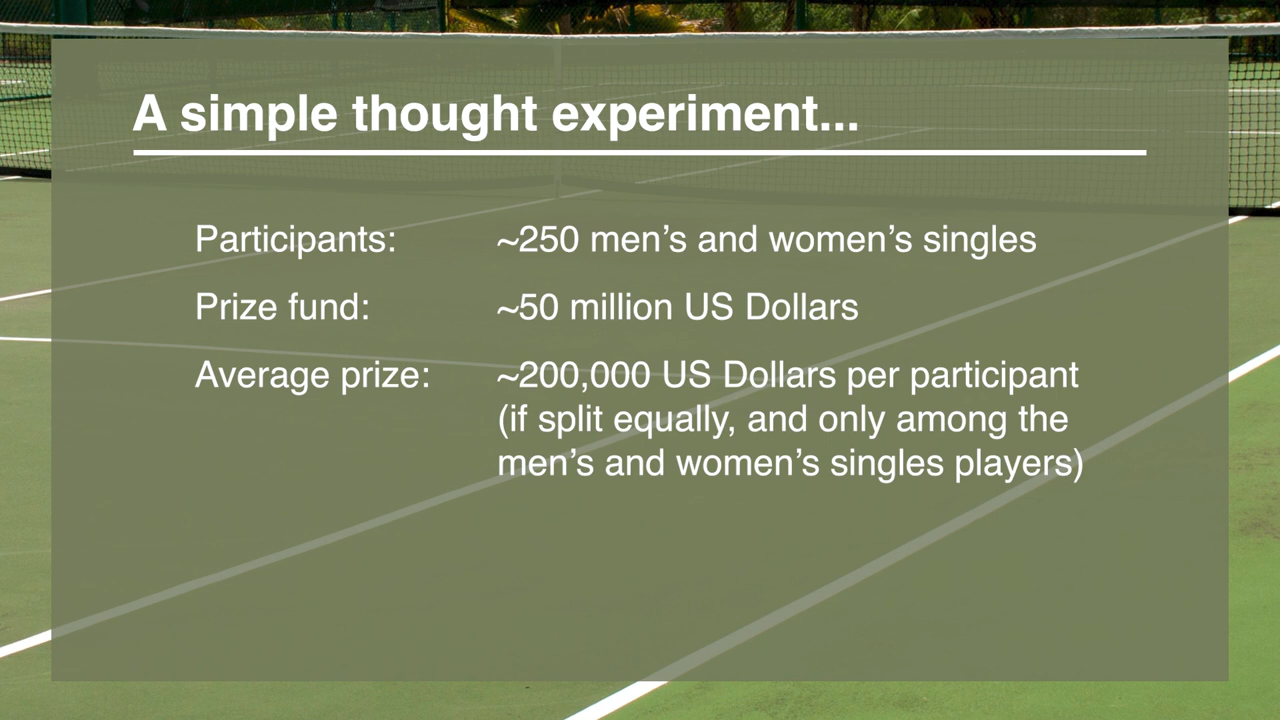 A simple thought experiment...
Participants: ~250 men’s and women’s singles
Prize fund: ~50 million US Dollars
Average prize: ~200,000 US Dollars per participant
(if split equally, and only among the
men’s and women’s singles players)